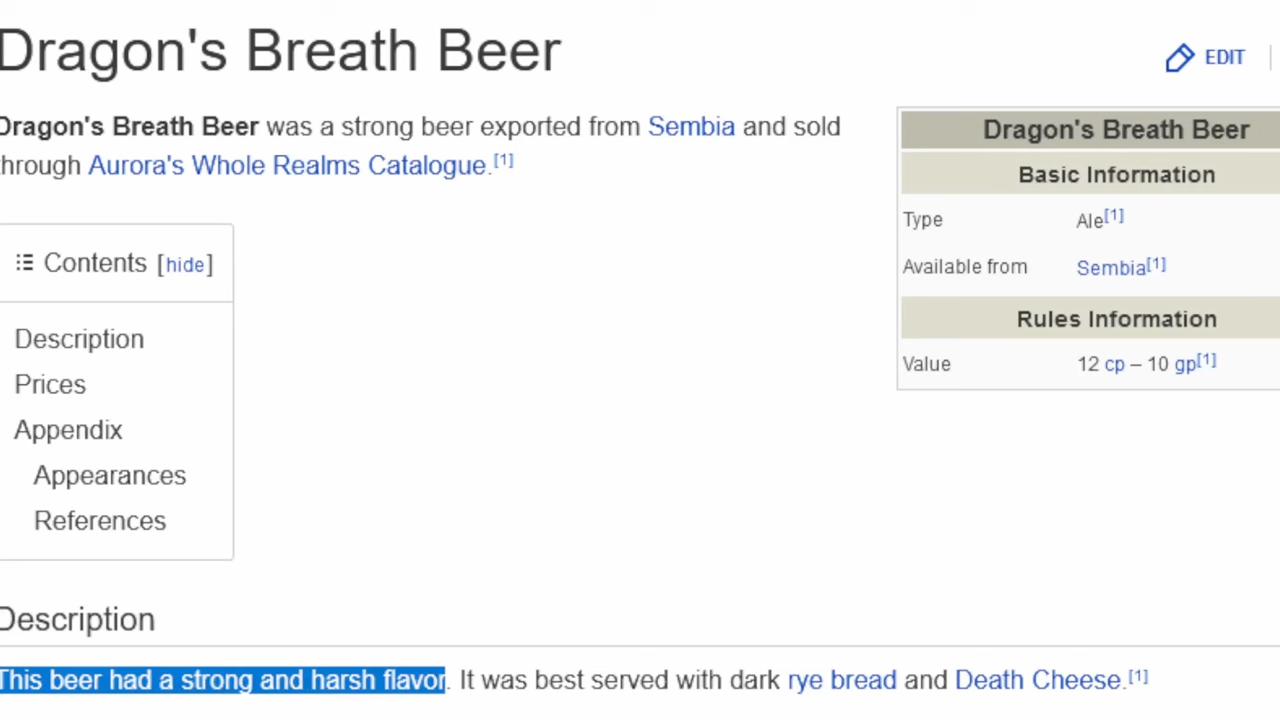 Dragon's Breath Beer
EDIT
Dragon's Breath Beer was a strong beer exported from Sembia and sold
through Aurora's Whole Realms Catalogue.[1]
Contents [hide]
Description
Prices
Appendix
Appearances
References
Dragon's Breath Beer
Basic Information
Type Ale[1]
Available from Sembia[1]
Rules Information
Value 12 cp – 10 gp[1]
Description
This beer had a strong and harsh flavor. It was best served with dark rye bread and Death Cheese.[1]